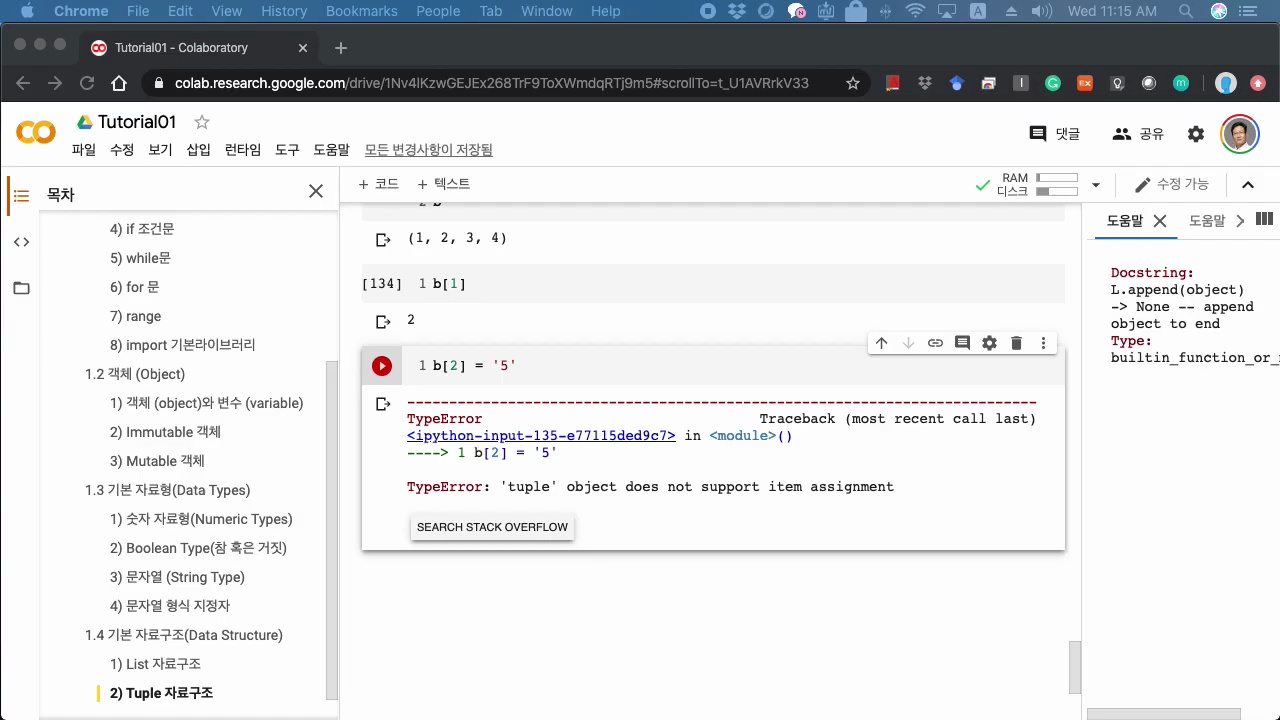 Chrome File Edit View History Bookmarks People Tab Window Help Wed 11:15 AM
Tutorial01 - Colaboratory
colab.research.google.com/drive/1Nv4lKzwGEJEx268TrF9ToXWmdqRTj9m5#scrollTo=t_U1AVRrkV33
Tutorial01
댓글 공유
파일 수정 보기 삽입 런타임 도구 도움말 모든 변경사항이 저장됨
목차
+ 코드 + 텍스트
RAM
디스크
수정 가능
4) if 조건문
5) while문
6) for 문
7) range
8) import 기본라이브러리
1.2 객체 (Object)
1) 객체 (object)와 변수 (variable)
2) Immutable 객체
3) Mutable 객체
1.3 기본 자료형(Data Types)
1) 숫자 자료형(Numeric Types)
2) Boolean Type(참 혹은 거짓)
3) 문자열 (String Type)
4) 문자열 형식 지정자
1.4 기본 자료구조(Data Structure)
1) List 자료구조
2) Tuple 자료구조
2 b
(1, 2, 3, 4)
[134] 1 b[1]
2
1 b[2] = '5'
---------------------------------------------------------------------------
TypeError Traceback (most recent call last)
<ipython-input-135-e77115ded9c7> in <module>()
----> 1 b[2] = '5'
TypeError: 'tuple' object does not support item assignment
SEARCH STACK OVERFLOW
도움말 도움말
Docstring:
L.append(object)
-> None -- append
object to end
Type:
builtin_function_or_